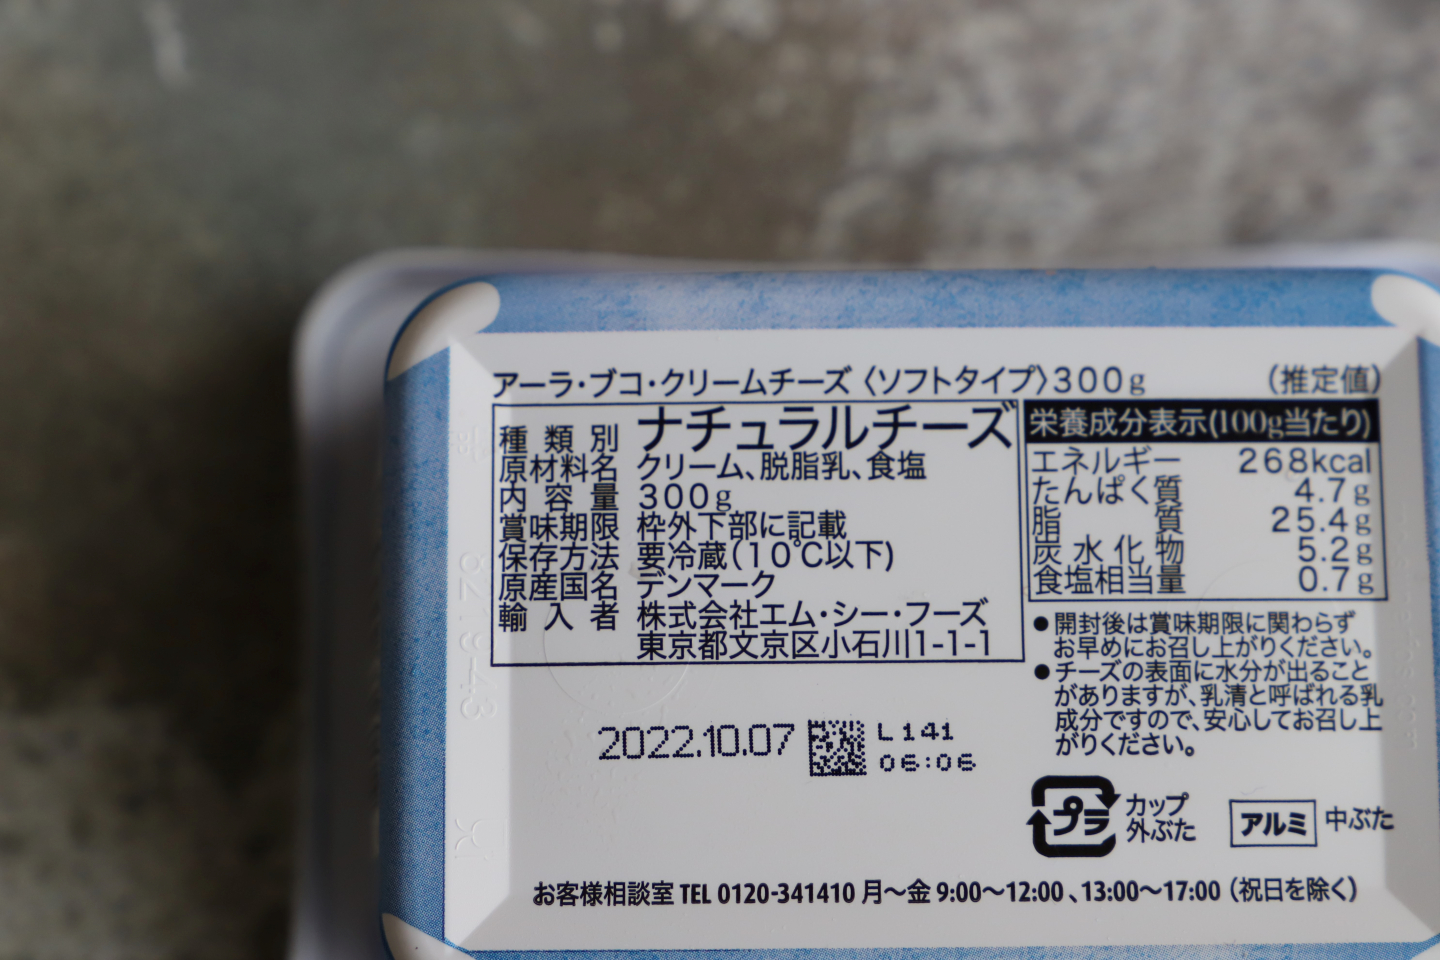 アーラ・ブコ・クリームチーズ〈ソフトタイプ〉300g
種類別 ナチュラルチーズ
原材料名 クリーム、脱脂乳、食塩
内容量 300g
賞味期限 枠外下部に記載
保存方法 要冷蔵(10℃以下)
原産国名 デンマーク
輸入者 株式会社エム・シー・フーズ
東京都文京区小石川1-1-1
(推定値)
栄養成分表示(100g当たり)
エネルギー 268kcal
たんぱく質 4.7g
脂質 25.4g
炭水化物 5.2g
食塩相当量 0.7g
●開封後は賞味期限に関わらず
お早めにお召し上がりください。
●チーズの表面に水分が出ること
がありますが、乳清と呼ばれる乳
成分ですので、安心してお召し上
がりください。
2022.10.07
L141
06:06
プラ
カップ
外ぶた
アルミ 中ぶた
お客様相談室 TEL 0120-341410 月〜金 9:00〜12:00、13:00〜17:00(祝日を除く)